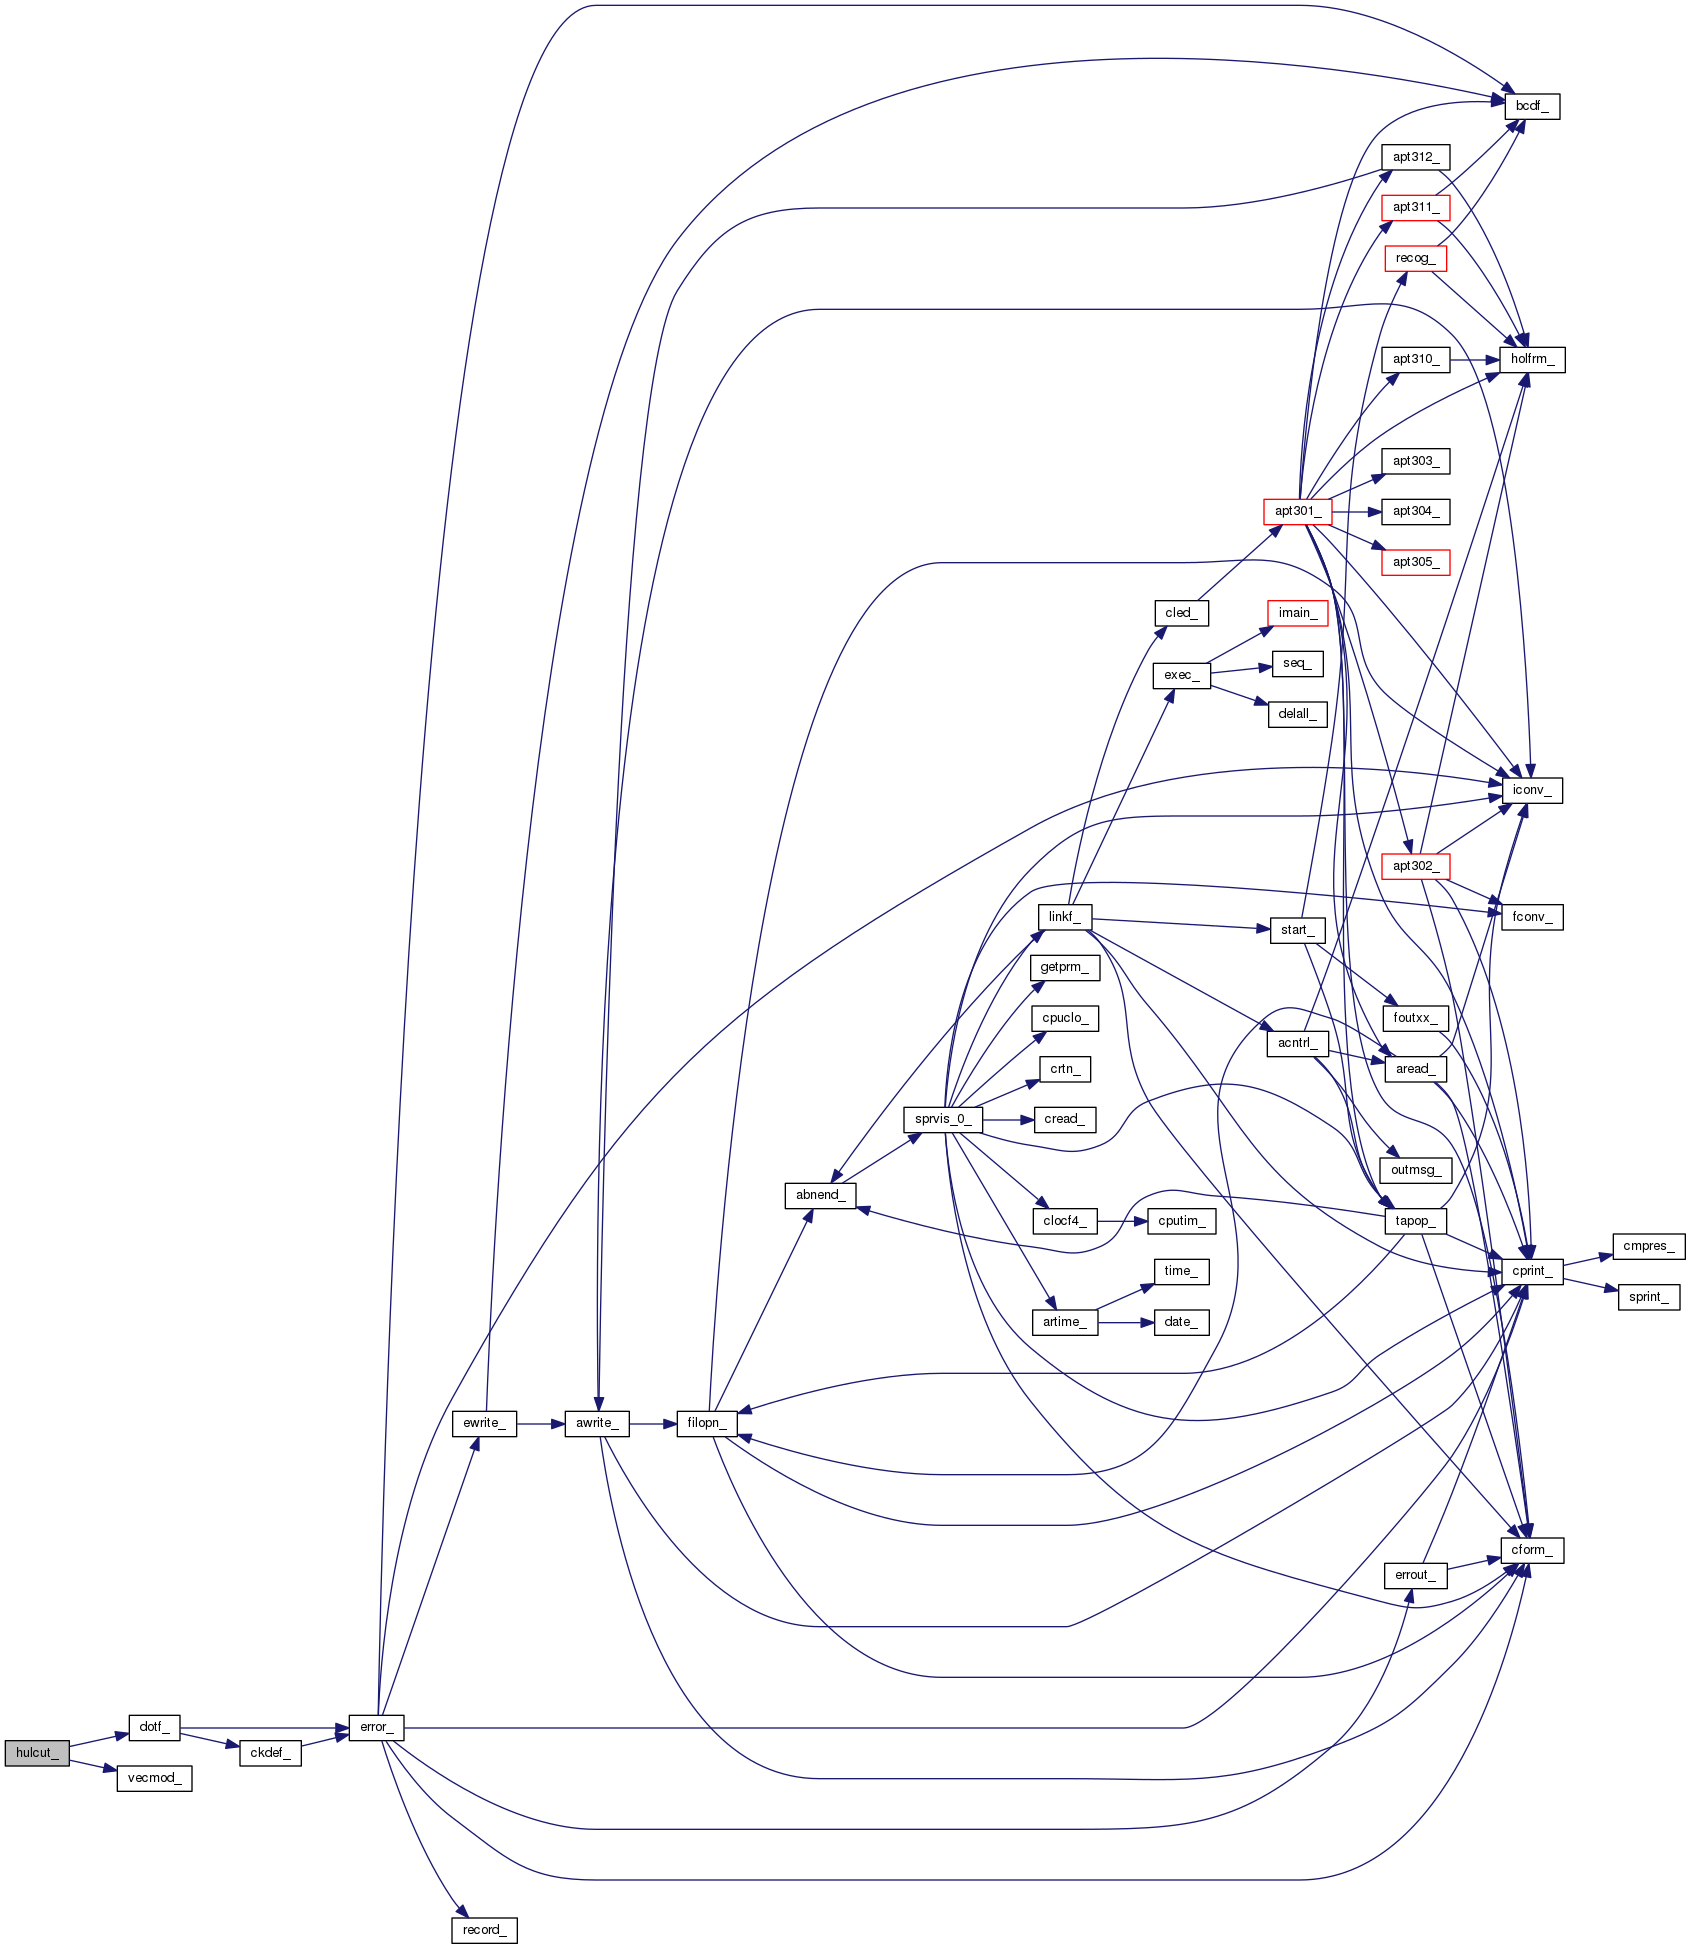 bcdf_
apt312_
apt311_
recog_
apt310_
holfrm_
apt303_
apt301_
apt304_
apt305_
cled_
imain_
seq_
exec_
delall_
iconv_
apt302_
linkf_
fconv_
start_
getprm_
cpuclo_
foutxx_
acntrl_
crtn_
aread_
sprvis_0_
cread_
outmsg_
abnend_
clocf4_
cputim_
tapop_
cmpres_
time_
cprint_
sprint_
artime_
date_
ewrite_
awrite_
filopn_
cform_
errout_
dotf_
error_
hulcut_
ckdef_
vecmod_
record_